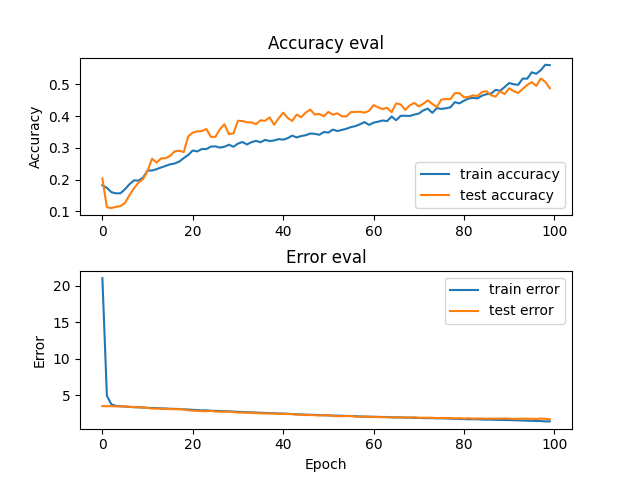 Accuracy eval
Accuracy
0.5
0.4
0.3
0.2
0.1
train accuracy
test accuracy
0 20 40 60 80 100
Error eval
Error
20
15
10
5
train error
test error
0 20 40 60 80 100
Epoch